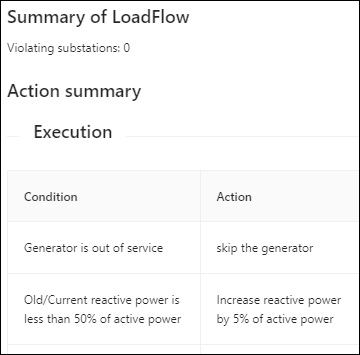 Summary of LoadFlow
Violating substations: 0
Action summary
Execution
Condition
Action
Generator is out of service
skip the generator
Old/Current reactive power is
less than 50% of active power
Increase reactive power
by 5% of active power